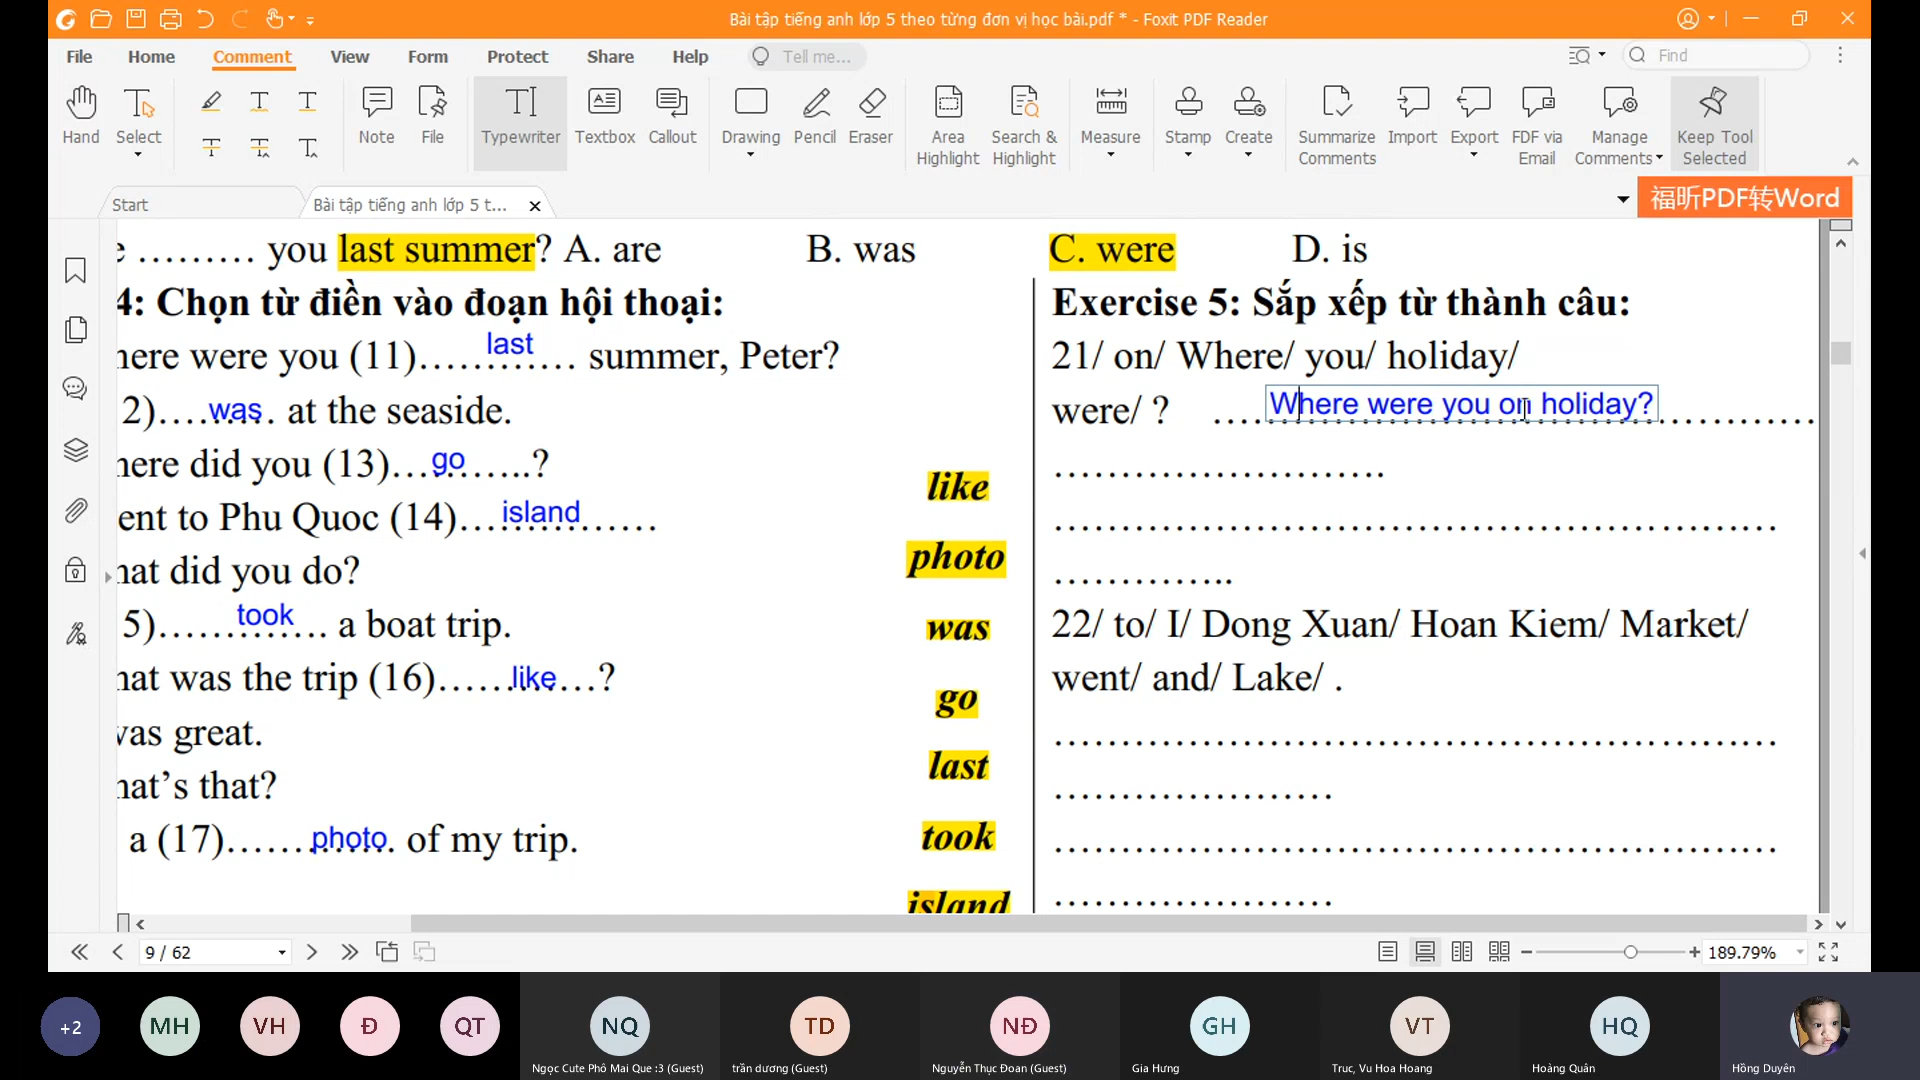 Bài tập tiếng anh lớp 5 theo từng đơn vị học bài.pdf * - Foxit PDF Reader
File Home Comment View Form Protect Share Help Tell me... Find
Hand Select Note File Typewriter Textbox Callout Drawing Pencil Eraser Area Highlight Search & Highlight Measure Stamp Create Summarize Comments Import Export FDF via Email Manage Comments Keep Tool Selected
Start Bài tập tiếng anh lớp 5 t... 福昕PDF转Word
e ……… you last summer? A. are B. was C. were D. is
4: Chọn từ điền vào đoạn hội thoại:
here were you (11)………… last summer, Peter?
2)….was…. at the seaside.
here did you (13)…go……..?
ent to Phu Quoc (14)…island…………
hat did you do?
5)……took……. a boat trip.
hat was the trip (16)……like…?
was great.
hat's that?
a (17)……photo……. of my trip.
like
photo
was
go
last
took
island
Exercise 5: Sắp xếp từ thành câu:
21/ on/ Where/ you/ holiday/
were/ ? Where were you on holiday?
…………………….
………………………………………………
…………..
22/ to/ I/ Dong Xuan/ Hoan Kiem/ Market/
went/ and/ Lake/ .
………………………………………………
…………………
………………………………………………
…………………
9 / 62 189.79%
+2 MH VH Đ QT NQ TD NĐ GH VT HQ
Ngọc Cute Phô Mai Que :3 (Guest) trần dương (Guest) Nguyễn Thục Đoan (Guest) Gia Hưng Truc, Vu Hoa Hoang Hoàng Quân Hồng Duyên